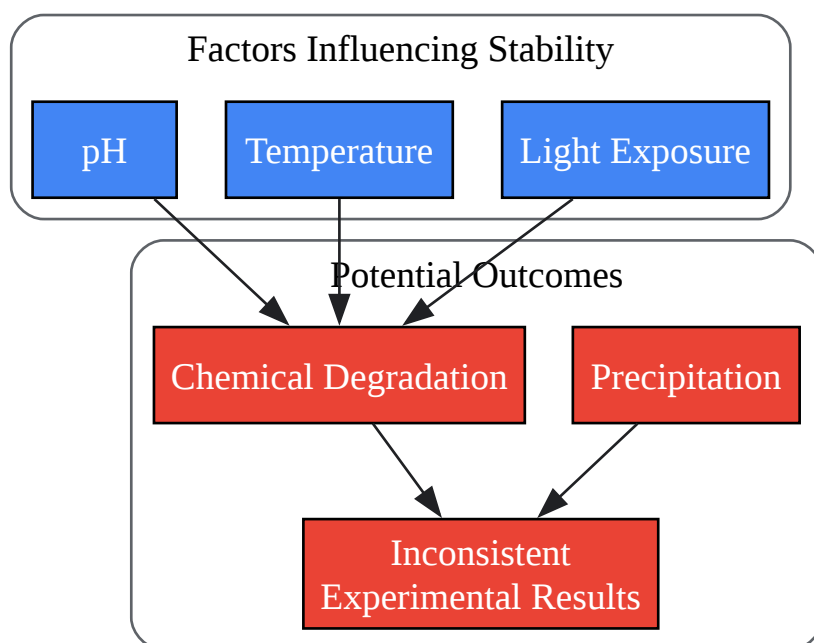 Factors Influencing Stability
pH
Temperature
Light Exposure
Potential Outcomes
Chemical Degradation
Precipitation
Inconsistent
Experimental Results